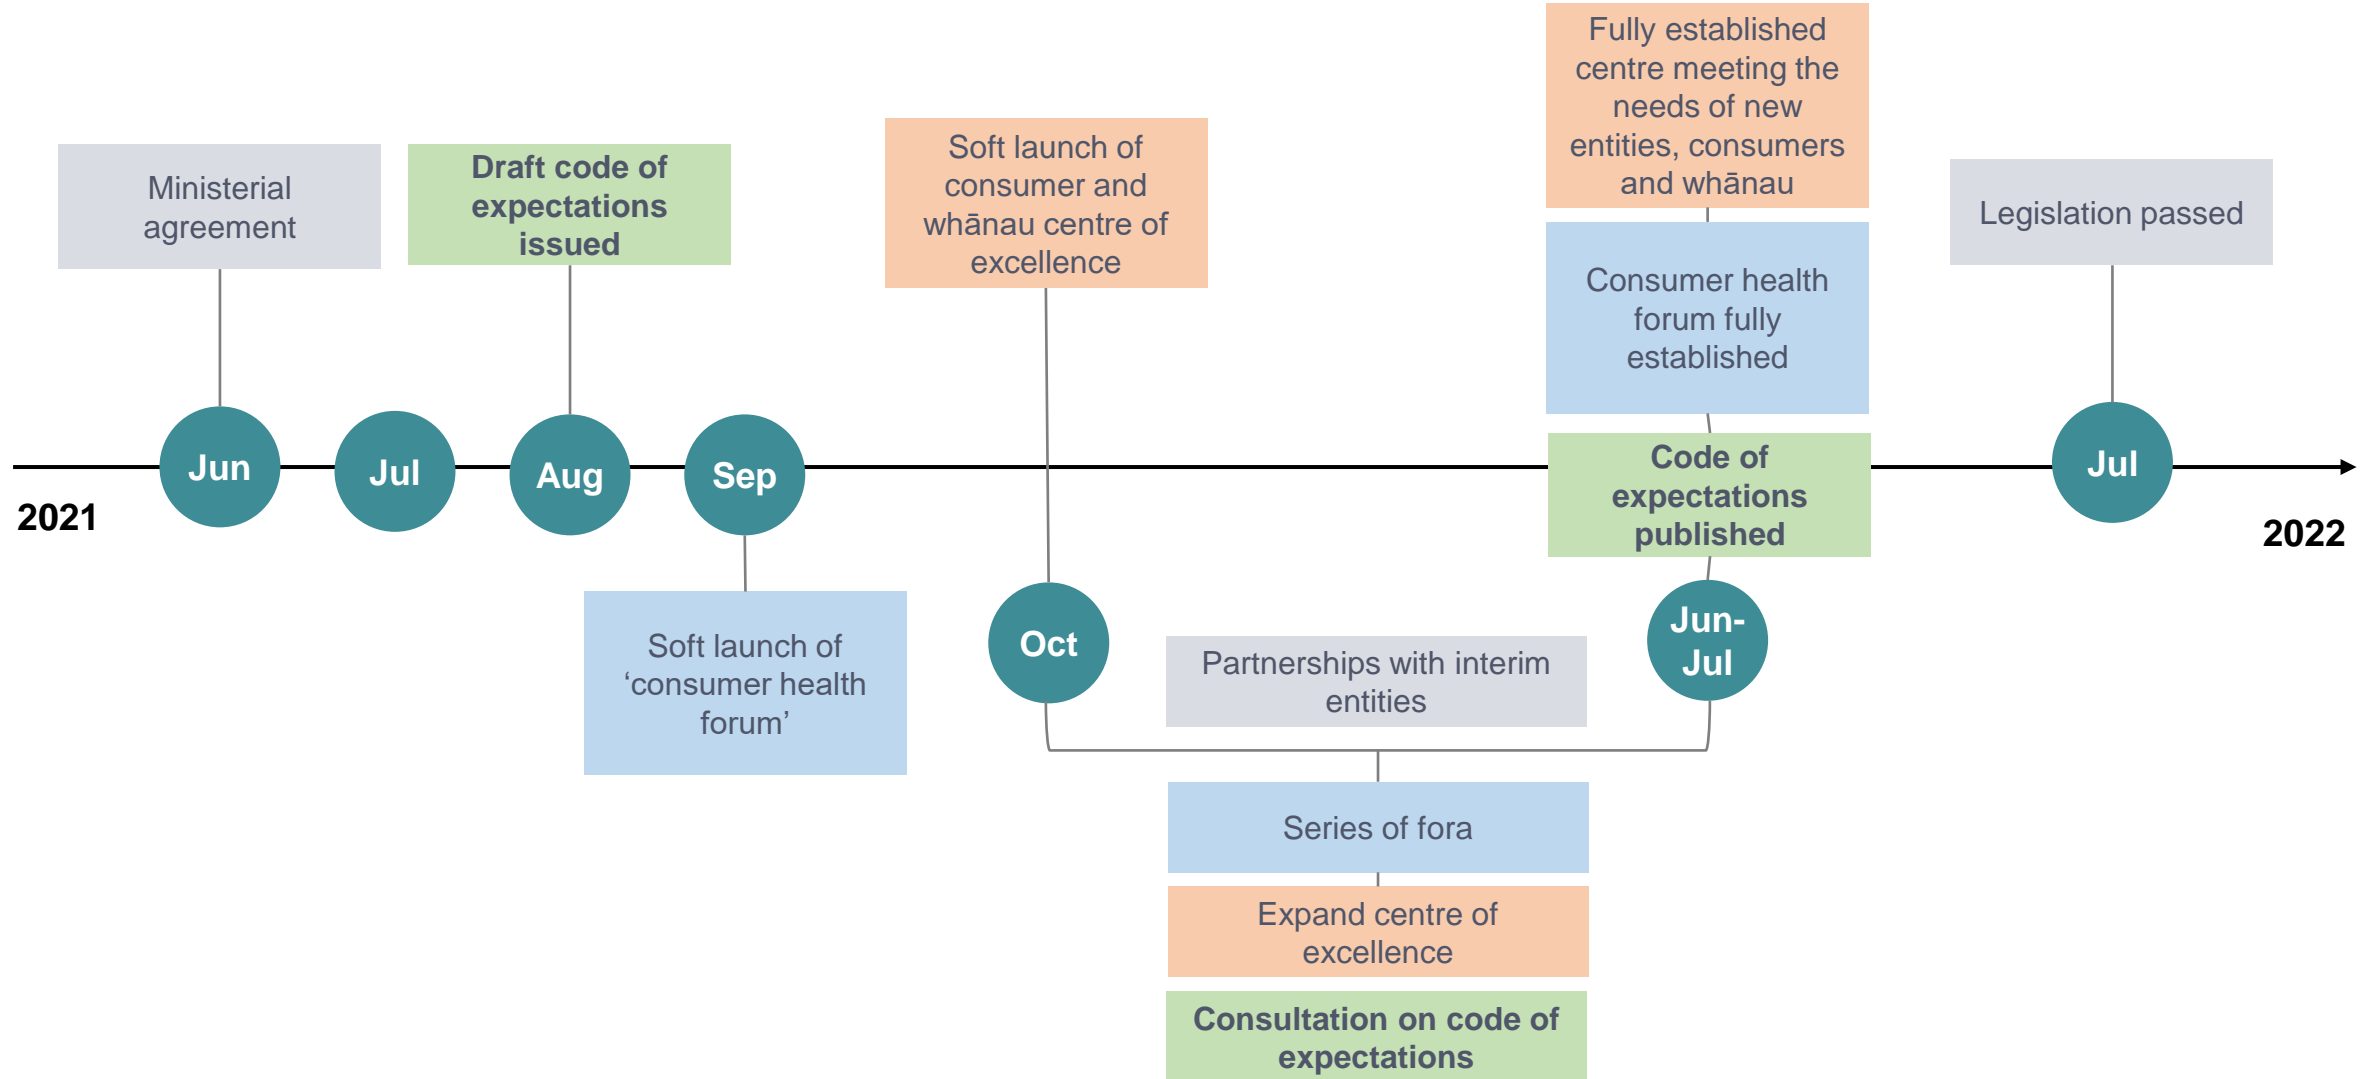 Ministerial
agreement
Draft code of
expectations
issued
Soft launch of
consumer and
whānau centre of
excellence
Fully established
centre meeting the
needs of new
entities, consumers
and whānau
Consumer health
forum fully
established
Code of
expectations
published
Legislation passed
2021
Jun
Jul
Aug
Sep
Oct
Jun-
Jul
Jul
2022
Soft launch of
‘consumer health
forum’
Partnerships with interim
entities
Series of fora
Expand centre of
excellence
Consultation on code of
expectations